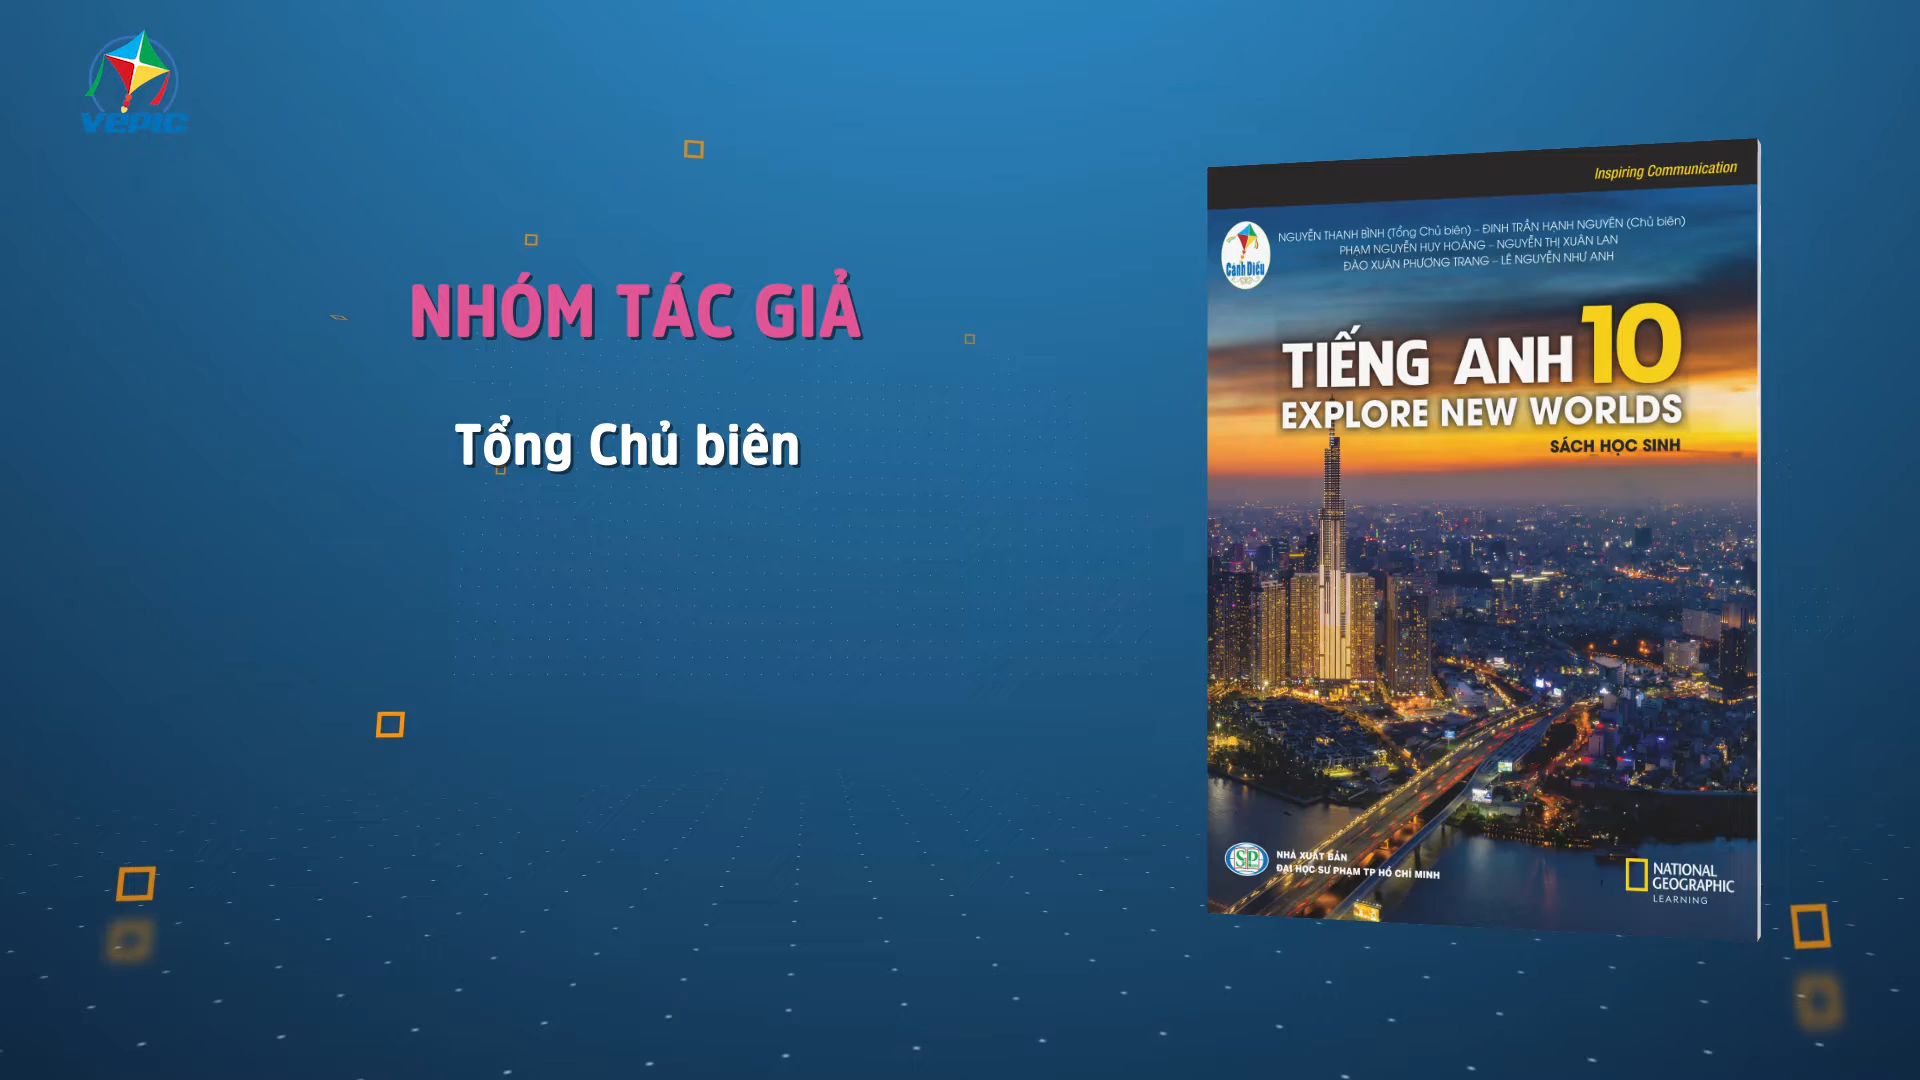 VEPIC
NHÓM TÁC GIẢ
Tổng Chủ biên
Inspiring Communication
Cánh Diều
NGUYỄN THANH BÌNH (Tổng Chủ biên) – ĐINH TRẦN HẠNH NGUYÊN (Chủ biên)
PHẠM NGUYỄN HUY HOÀNG – NGUYỄN THỊ XUÂN LAN
ĐÀO XUÂN PHƯƠNG TRANG – LÊ NGUYỄN NHƯ ANH
TIẾNG ANH 10
EXPLORE NEW WORLDS
SÁCH HỌC SINH
SP
NHÀ XUẤT BẢN
ĐẠI HỌC SƯ PHẠM TP HỒ CHÍ MINH
NATIONAL
GEOGRAPHIC
LEARNING